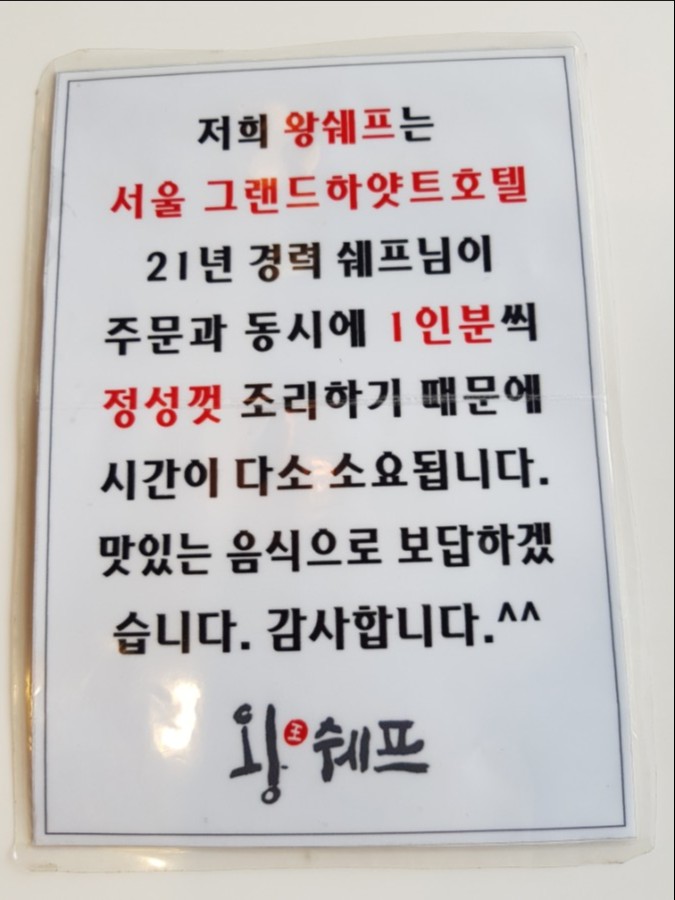 저희 왕쉐프는
서울 그랜드하얏트호텔
21년 경력 쉐프님이
주문과 동시에 1인분씩
정성껏 조리하기 때문에
시간이 다소 소요됩니다.
맛있는 음식으로 보답하겠
습니다. 감사합니다.^^
왕 王 쉐프